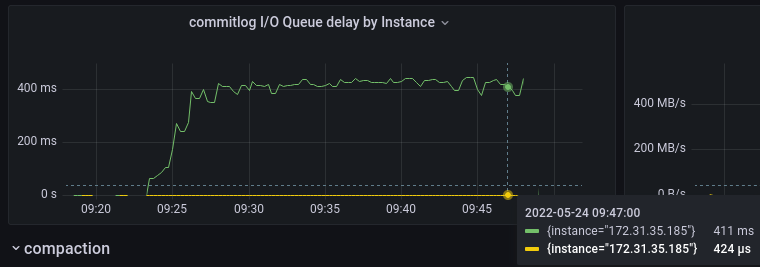 commitlog I/O Queue delay by Instance
400 ms
200 ms
0 s
09:20
09:25
09:30
09:35
09:40
09:45
400 MB/s
200 MB/s
0 B/s
2022-05-24 09:47:00
{instance="172.31.35.185"} 411 ms
{instance="172.31.35.185"} 424 µs
compaction